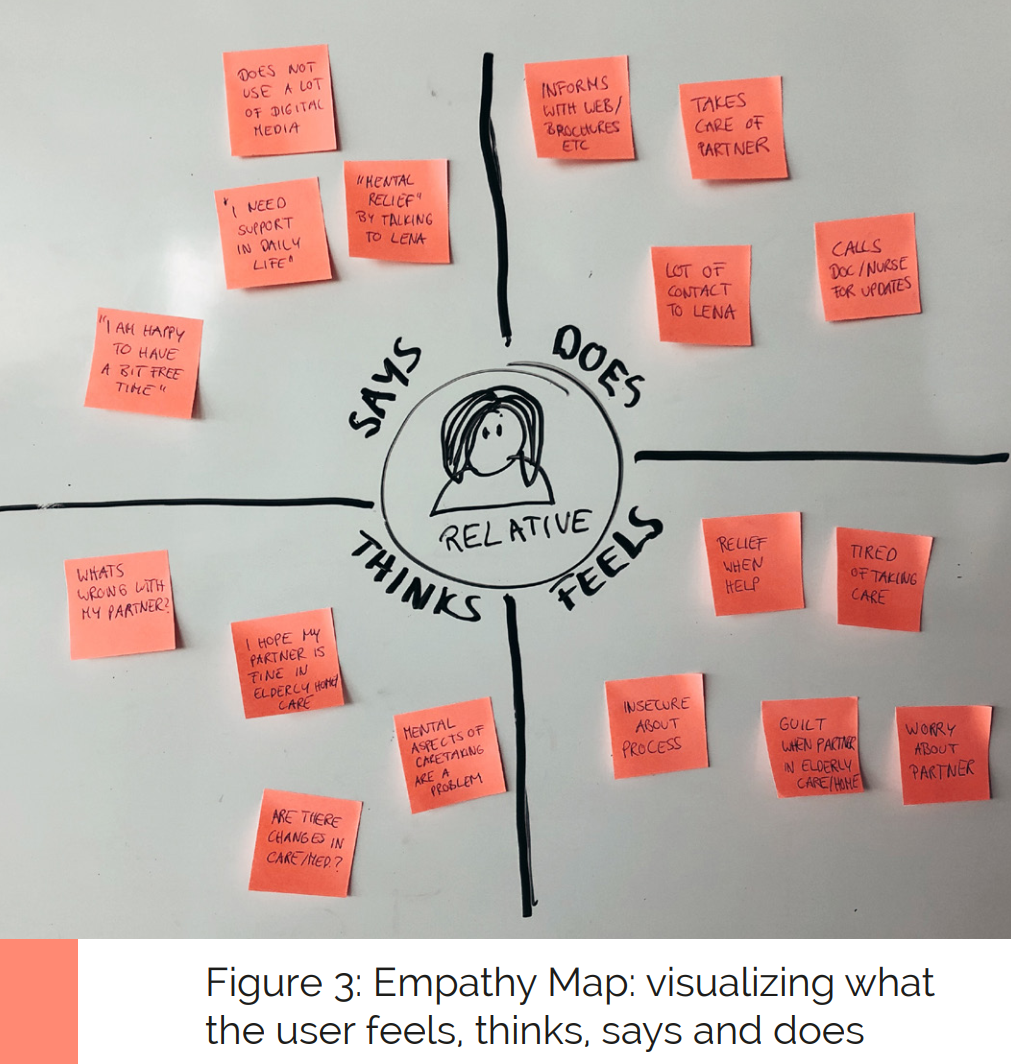 DOES NOT
USE A LOT
OF DIGITAL
MEDIA
"I NEED
SUPPORT
IN DAILY
LIFE"
"MENTAL
RELIEF"
BY TALKING
TO LENA
"I AM HAPPY
TO HAVE
A BIT FREE
TIME"
INFORMS
WITH WEB/
BROCHURES
ETC
TAKES
CARE OF
PARTNER
LOT OF
CONTACT
TO LENA
CALLS
DOC/NURSE
FOR UPDATES
SAYS
DOES
RELATIVE
THINKS
FEELS
WHATS
WRONG WITH
MY PARTNER?
I HOPE MY
PARTNER IS
FINE IN
ELDERLY HOME/
CARE
MENTAL
ASPECTS OF
CARETAKING
ARE A
PROBLEM
ARE THERE
CHANGES IN
CARE/MED.?
RELIEF
WHEN
HELP
TIRED
OF TAKING
CARE
INSECURE
ABOUT
PROCESS
GUILT
WHEN PARTNER
IN ELDERLY
CARE/HOME
WORRY
ABOUT
PARTNER
Figure 3: Empathy Map: visualizing what
the user feels, thinks, says and does